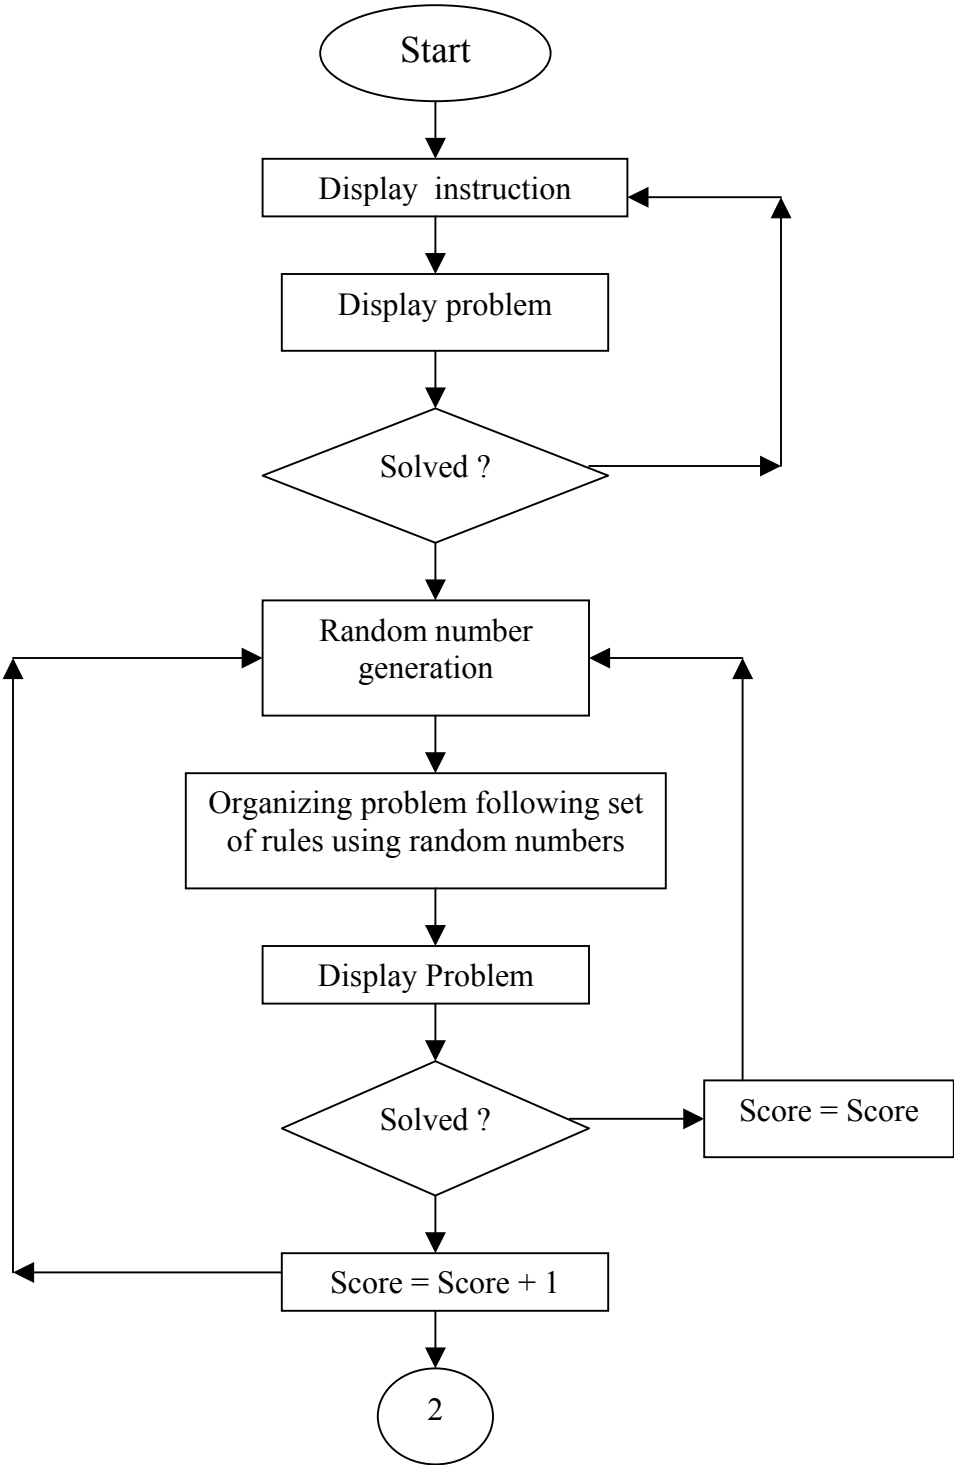 Start
Display  instruction
Display problem
Solved ?
Random number
generation
Organizing problem following set
of rules using random numbers
Display Problem
Solved ?
Score = Score
Score = Score + 1
2